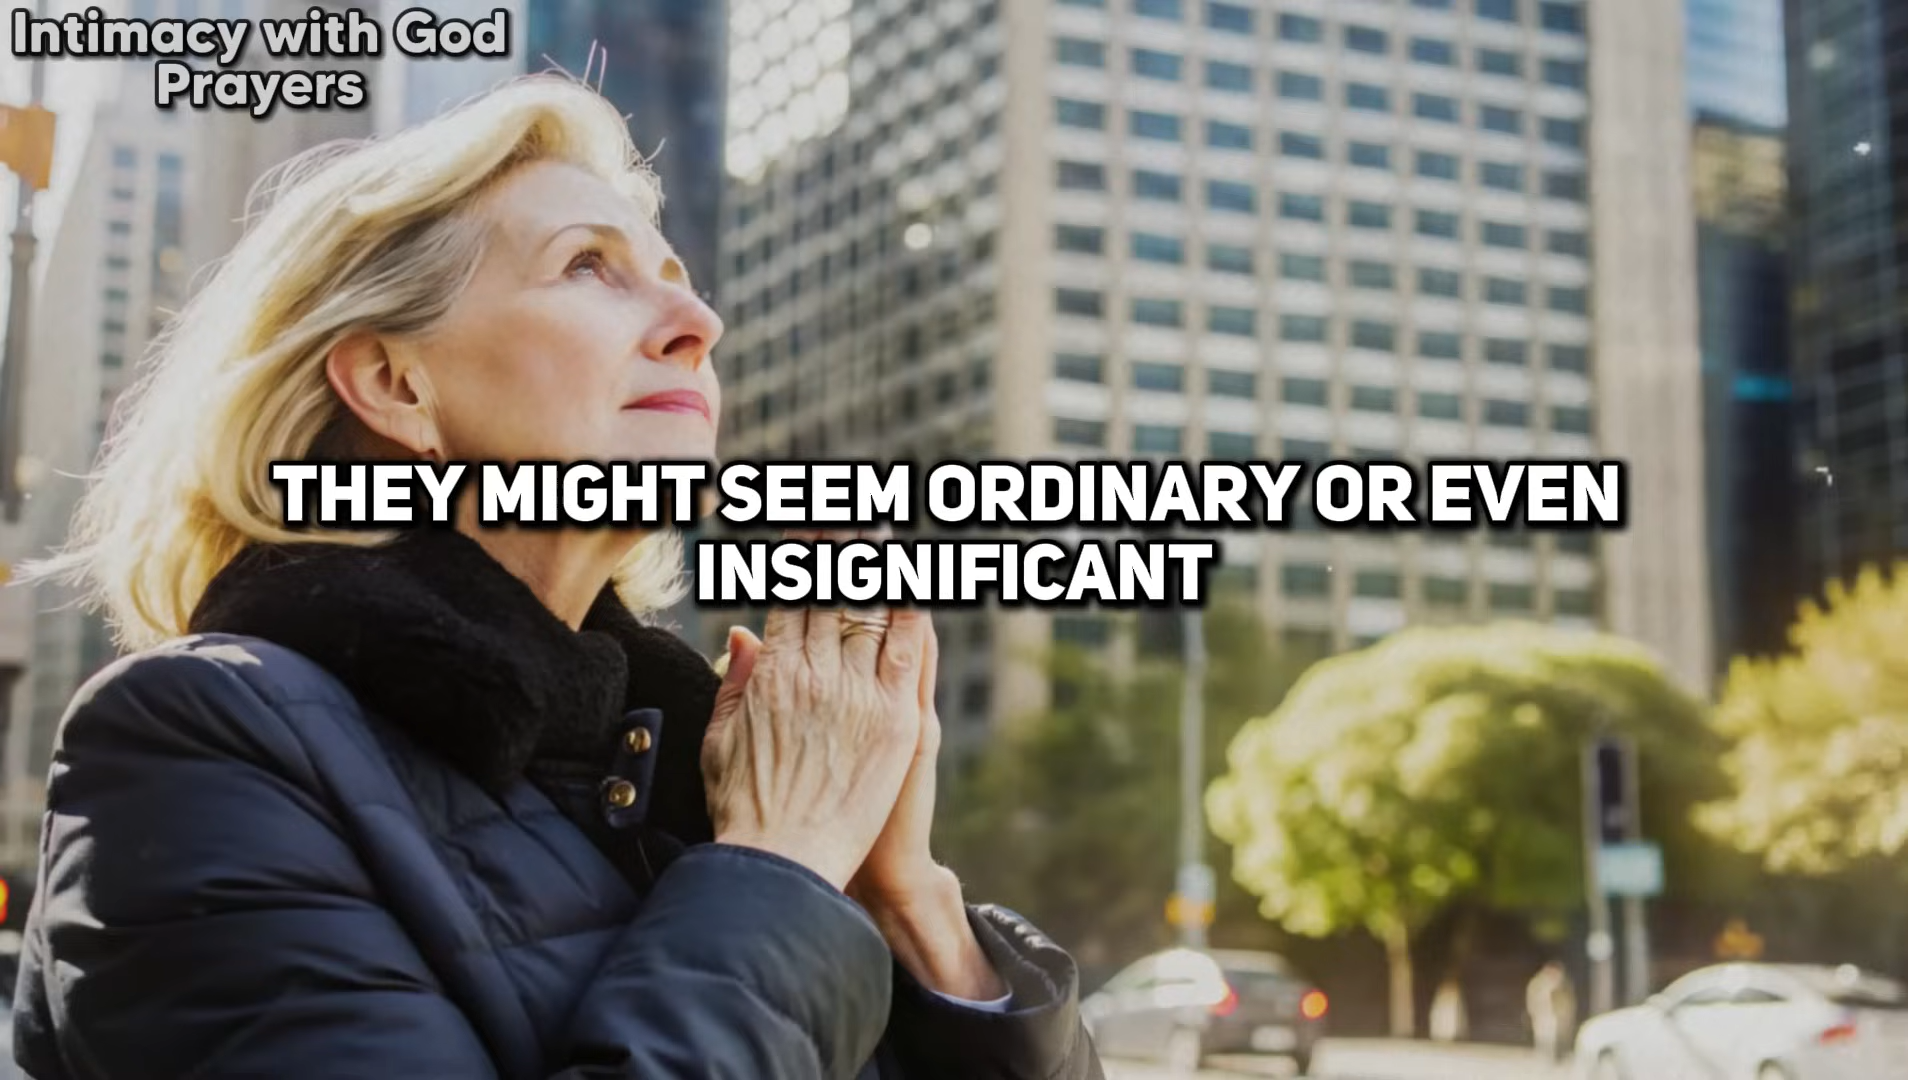 Intimacy with God
Prayers
THEY MIGHT SEEM ORDINARY OR EVEN
INSIGNIFICANT